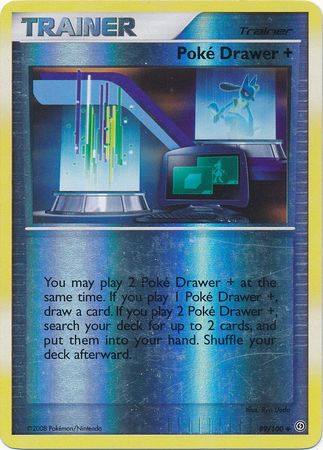 TRAINER
Trainer
Poké Drawer +
You may play 2 Poké Drawer + at
the same time. If you play 1 Poké Drawer +,
draw a card. If you play 2 Poké Drawer +,
search your deck for up to 2 cards, and
put them into your hand. Shuffle your
deck afterward.
Illus. Ryo Ueda
©2008 Pokémon/Nintendo
89/100